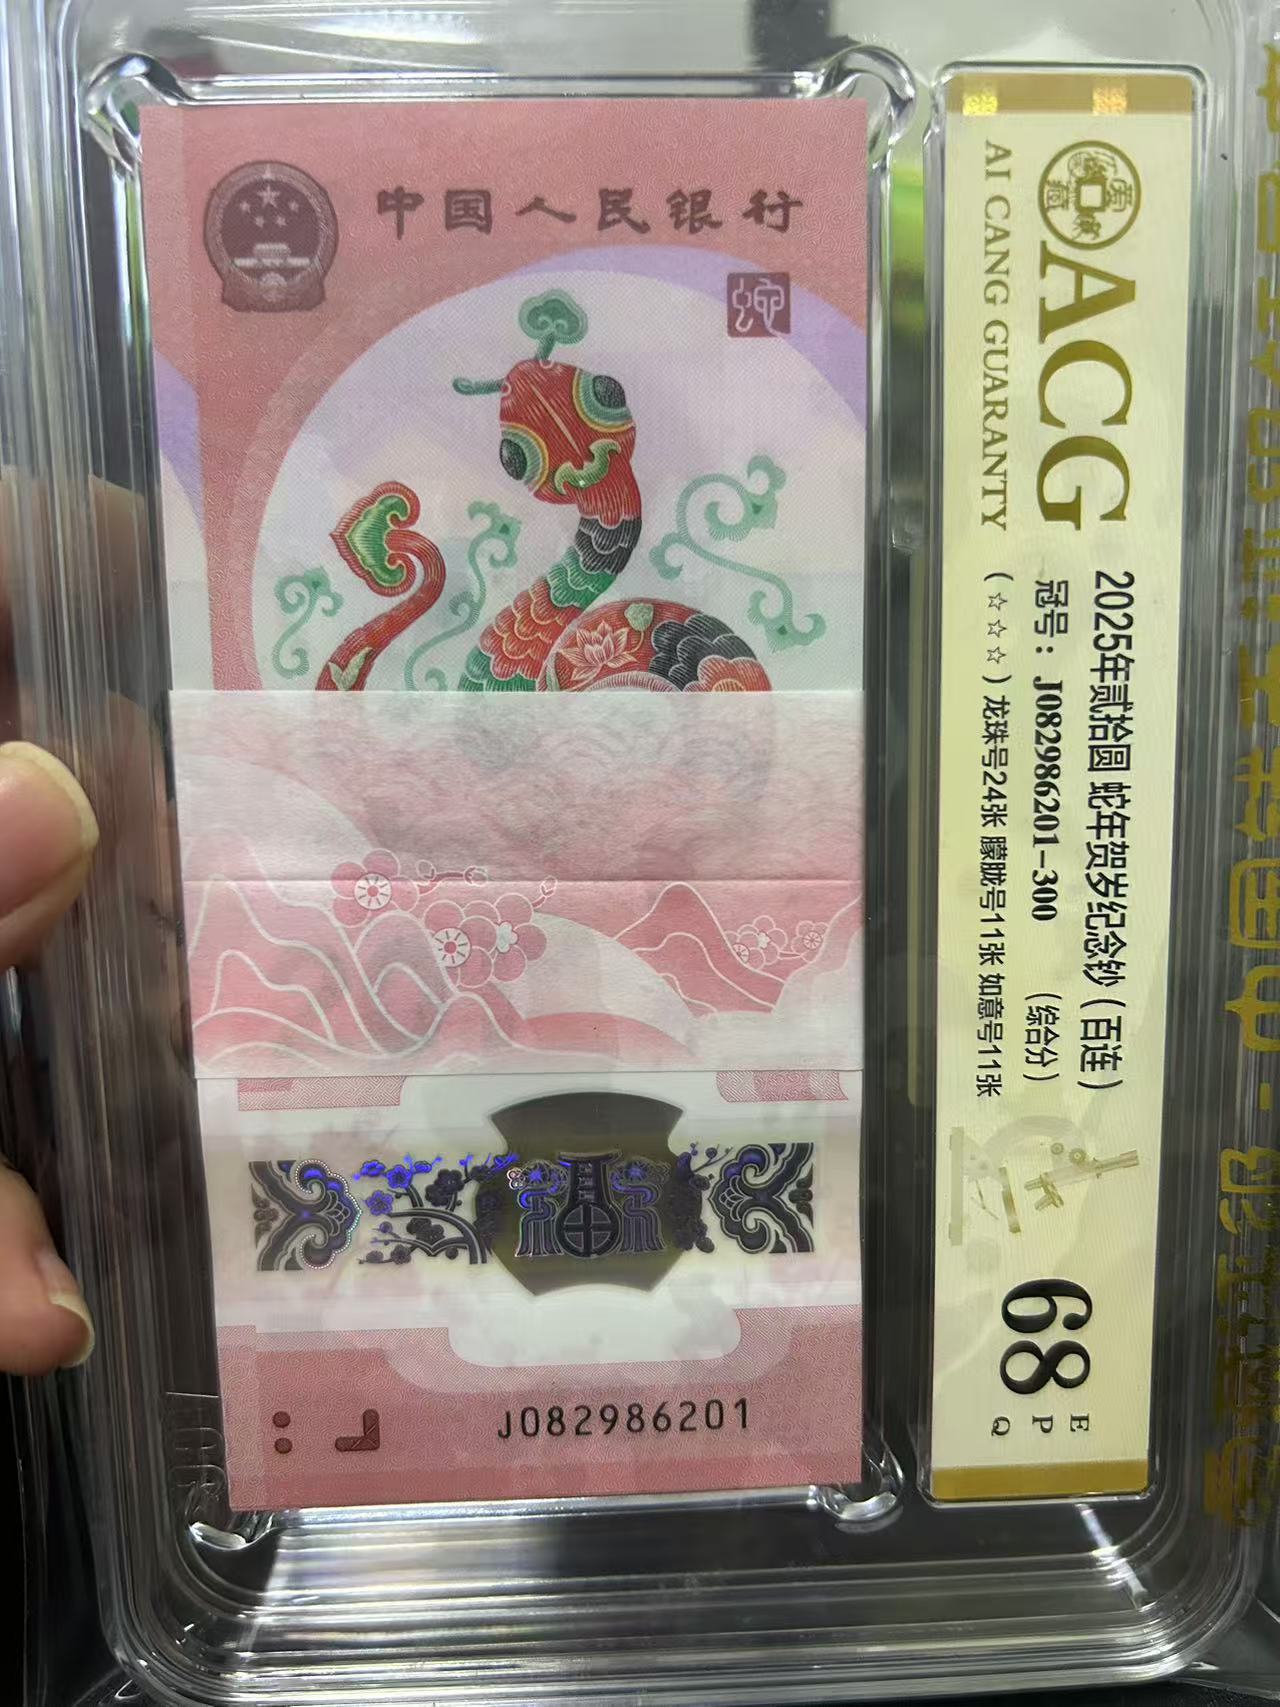 中国人民银行
蛇
J082986201
ACG
AI CANG GUARANTY
2025年贰拾圆 蛇年贺岁纪念钞（百连）
冠号：J082986201-300 （综合分）
（☆☆☆）龙珠号24张 朦胧号11张 如意号11张
68
E
P
Q